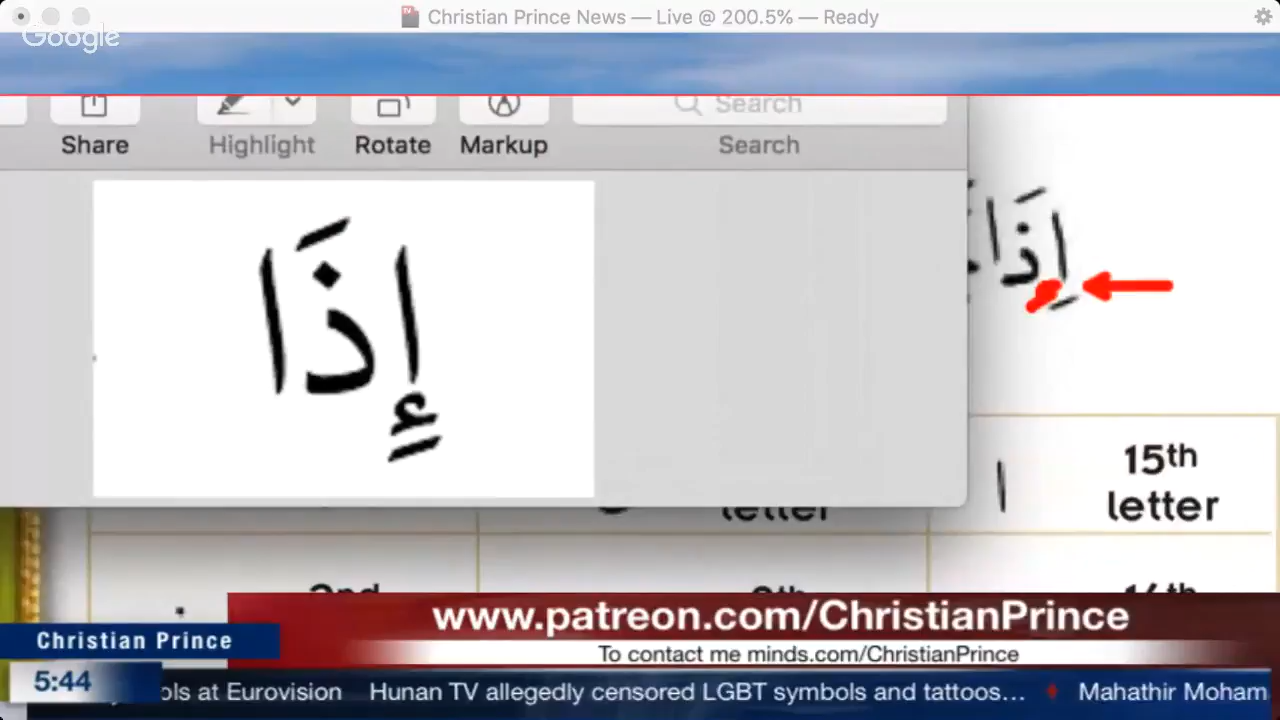 Christian Prince News — Live @ 200.5% — Ready
Google
Search
Share
Highlight
Rotate
Markup
Search
إِذَا
اِذَا
ا
15th
letter
letter
2nd
www.patreon.com/ChristianPrince
To contact me minds.com/ChristianPrince
Christian Prince
5:44
at Eurovision Hunan TV allegedly censored LGBT symbols and tattoos... Mahathir